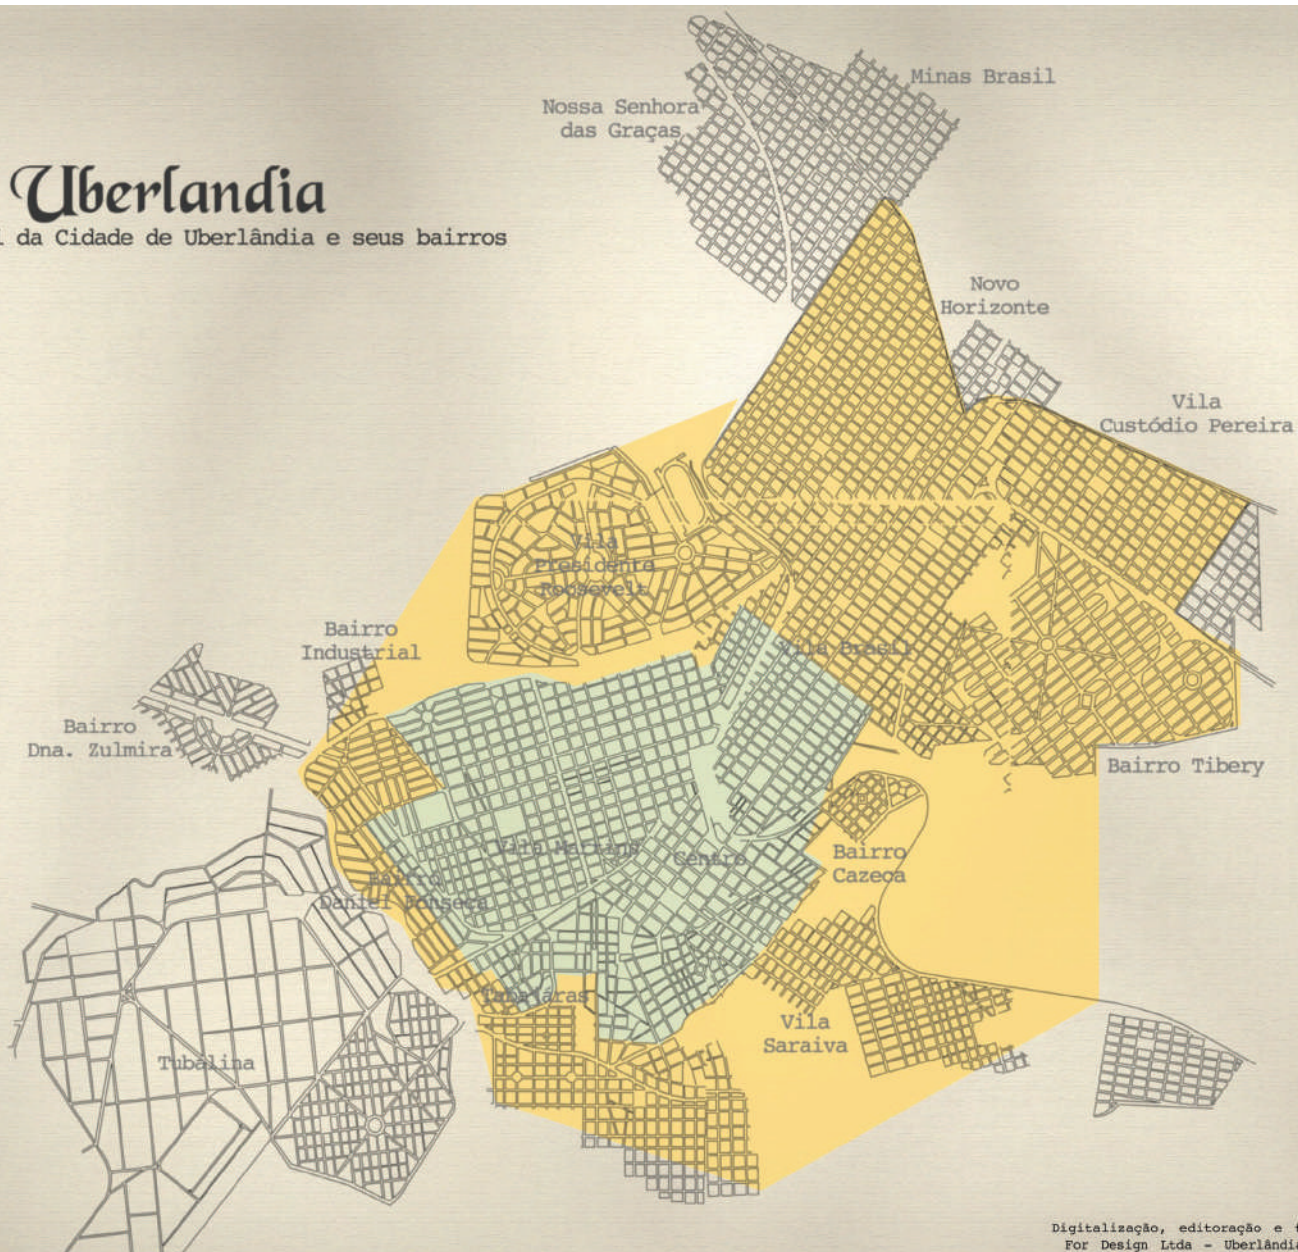 Minas Brasil
Nossa Senhora
das Graças
Uberlandia
da Cidade de Uberlândia e seus bairros
Novo
Horizonte
Vila
Custódio Pereira
Vila
Presidente
Roosevelt
Bairro
Industrial
Vila Brasil
Bairro
Dna. Zulmira
Bairro Tibery
Vila Martins
Centro
Bairro
Cazeca
Bairro
Daniel Fonseca
Tabajaras
Vila
Saraiva
Tubalina
Digitalização, editoração e
For Design Ltda - Uberlândia